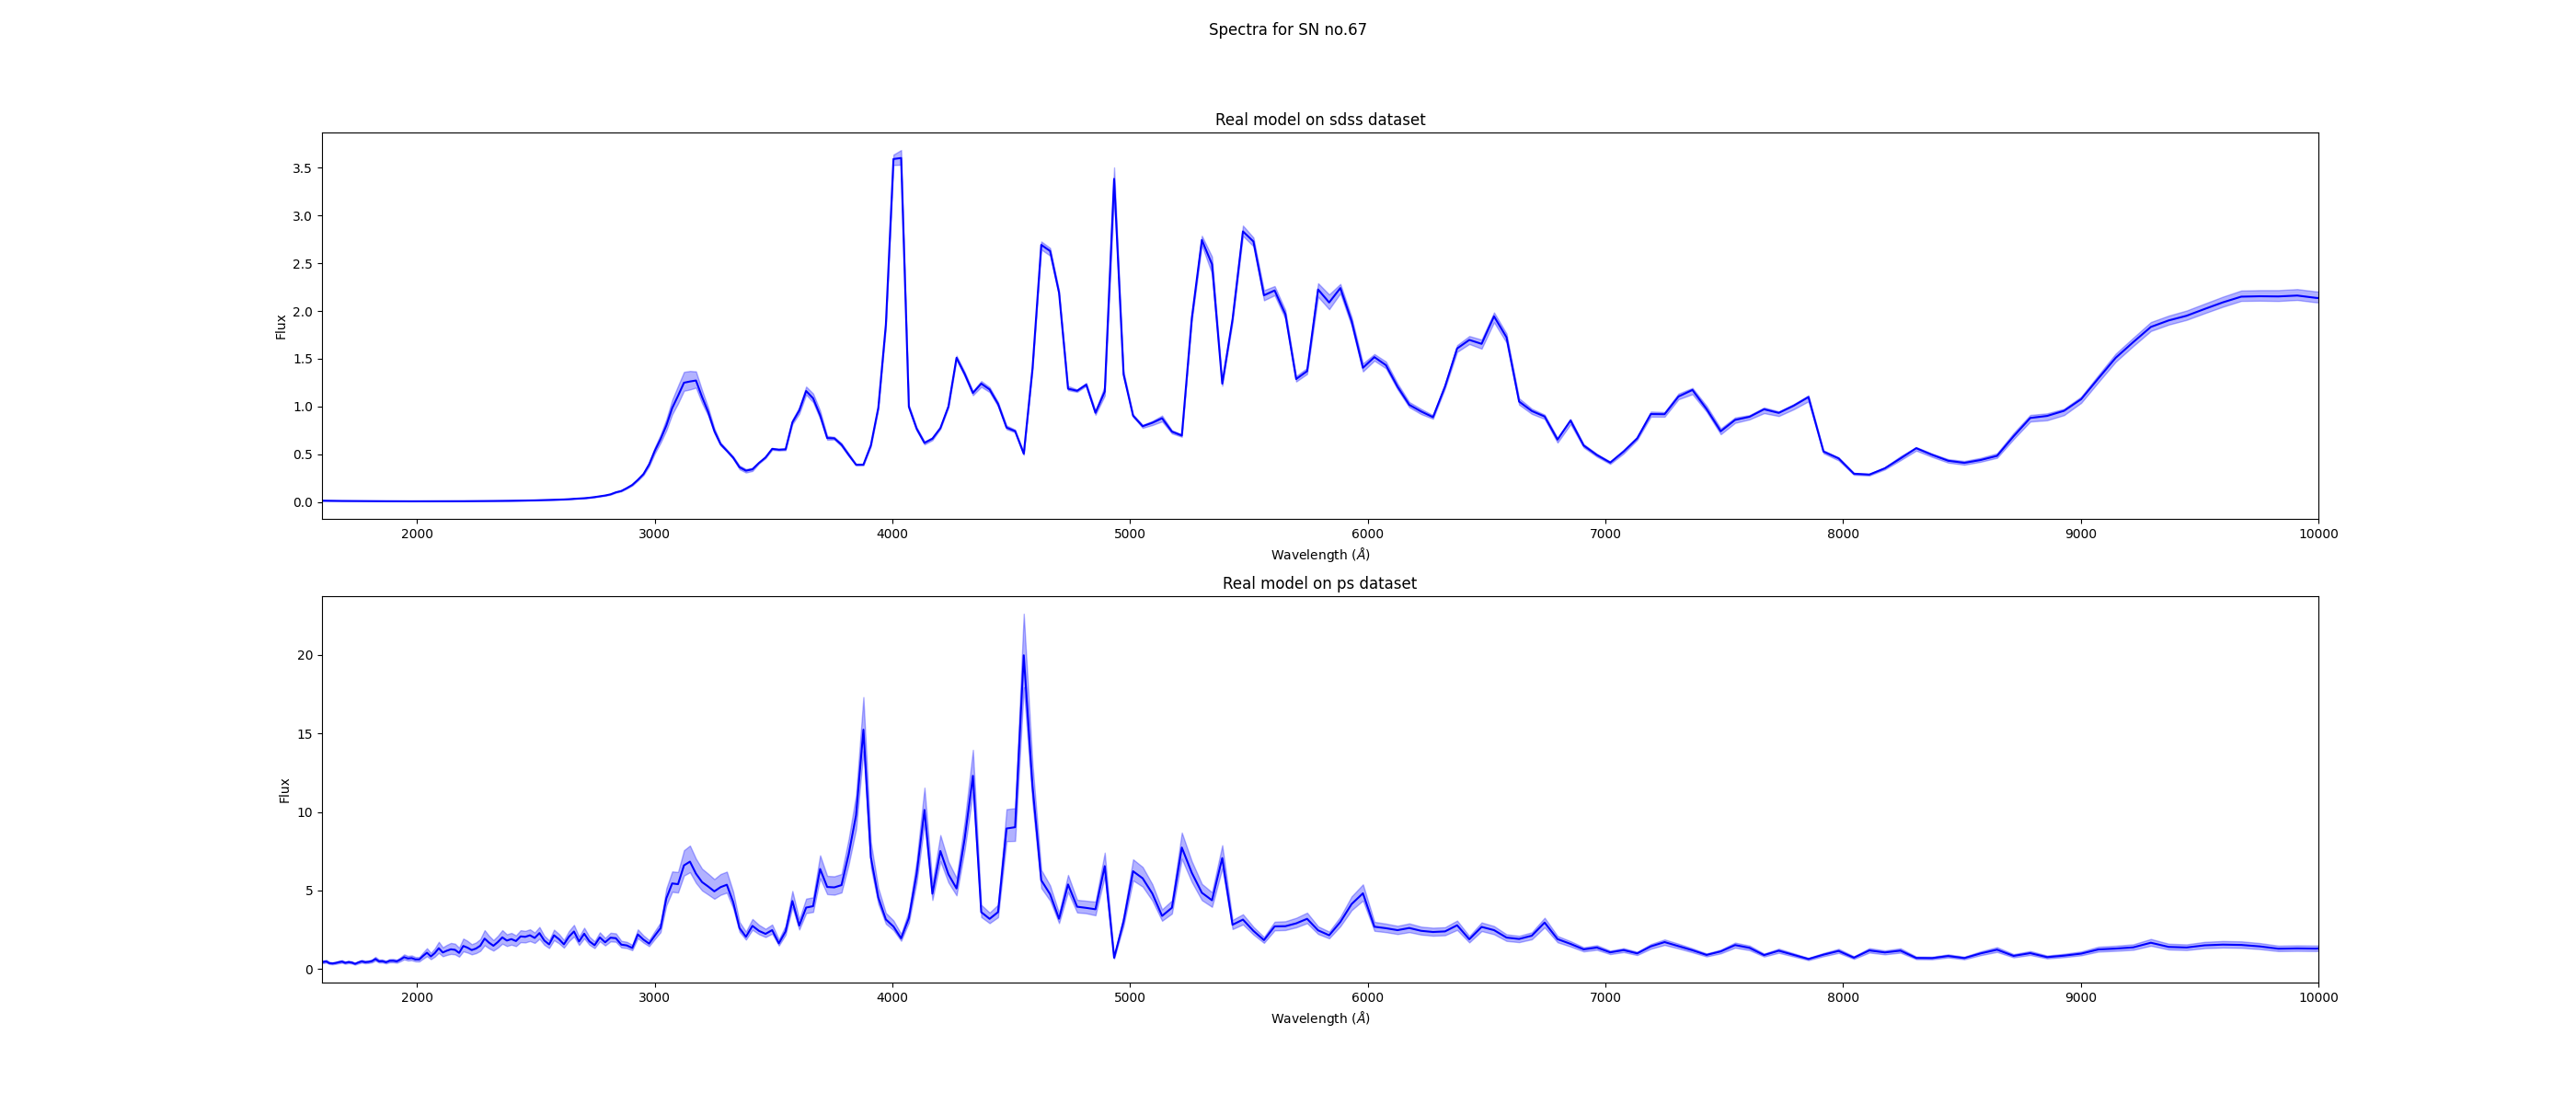 Spectra for SN no.67
Real model on sdss dataset
3.5
3.0
2.5
2.0
1.5
1.0
0.5
0.0
Flux
2000 3000 4000 5000 6000 7000 8000 9000 10000
Wavelength (Å)
Real model on ps dataset
20
15
10
5
0
Flux
2000 3000 4000 5000 6000 7000 8000 9000 10000
Wavelength (Å)